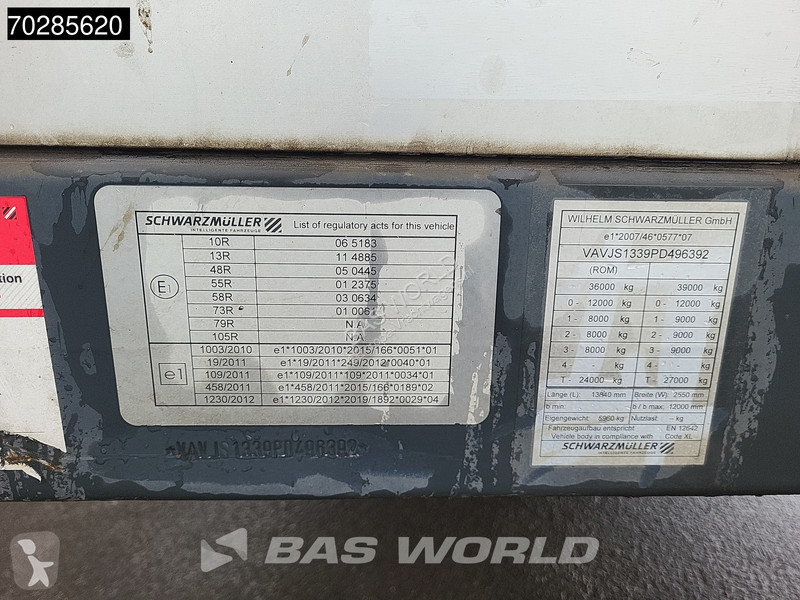 70285620
SCHWARZMÜLLER
INTELLIGENTE FAHRZEUGE
List of regulatory acts for this vehicle
E1
10R 06 5183
13R 11 4885
48R 05 0445
55R 01 2375
58R 03 0634
73R 01 0061
79R N.A.
105R N.A.
e1
1003/2010 e1*1003/2010*2015/166*0051*01
19/2011 e1*19/2011*249/2012*0040*01
109/2011 e1*109/2011*109*2011*0034*01
458/2011 e1*458/2011*2015/166*0189*02
1230/2012 e1*1230/2012*2019/1892*0029*04
*VAVJS1339PD496392*
WILHELM SCHWARZMÜLLER GmbH
e1*2007/46*0577*07
VAVJS1339PD496392
(ROM)
36000 kg 39000 kg
0- 12000 kg 0- 12000 kg
1- 8000 kg 1- 9000 kg
2- 8000 kg 2- 9000 kg
3- 8000 kg 3- 9000 kg
4- - kg 4- - kg
T- 24000 kg T- 27000 kg
Länge (L): 13840 mm Breite (W): 2550 mm
b min: b / b max: 12000 mm
Eigengewicht: 5960 kg Nutzlast: - kg
Fahrzeugaufbau entspricht EN 12642
Vehicle body in compliance with Code XL
SCHWARZMÜLLER
INTELLIGENTE FAHRZEUGE
BAS WORLD